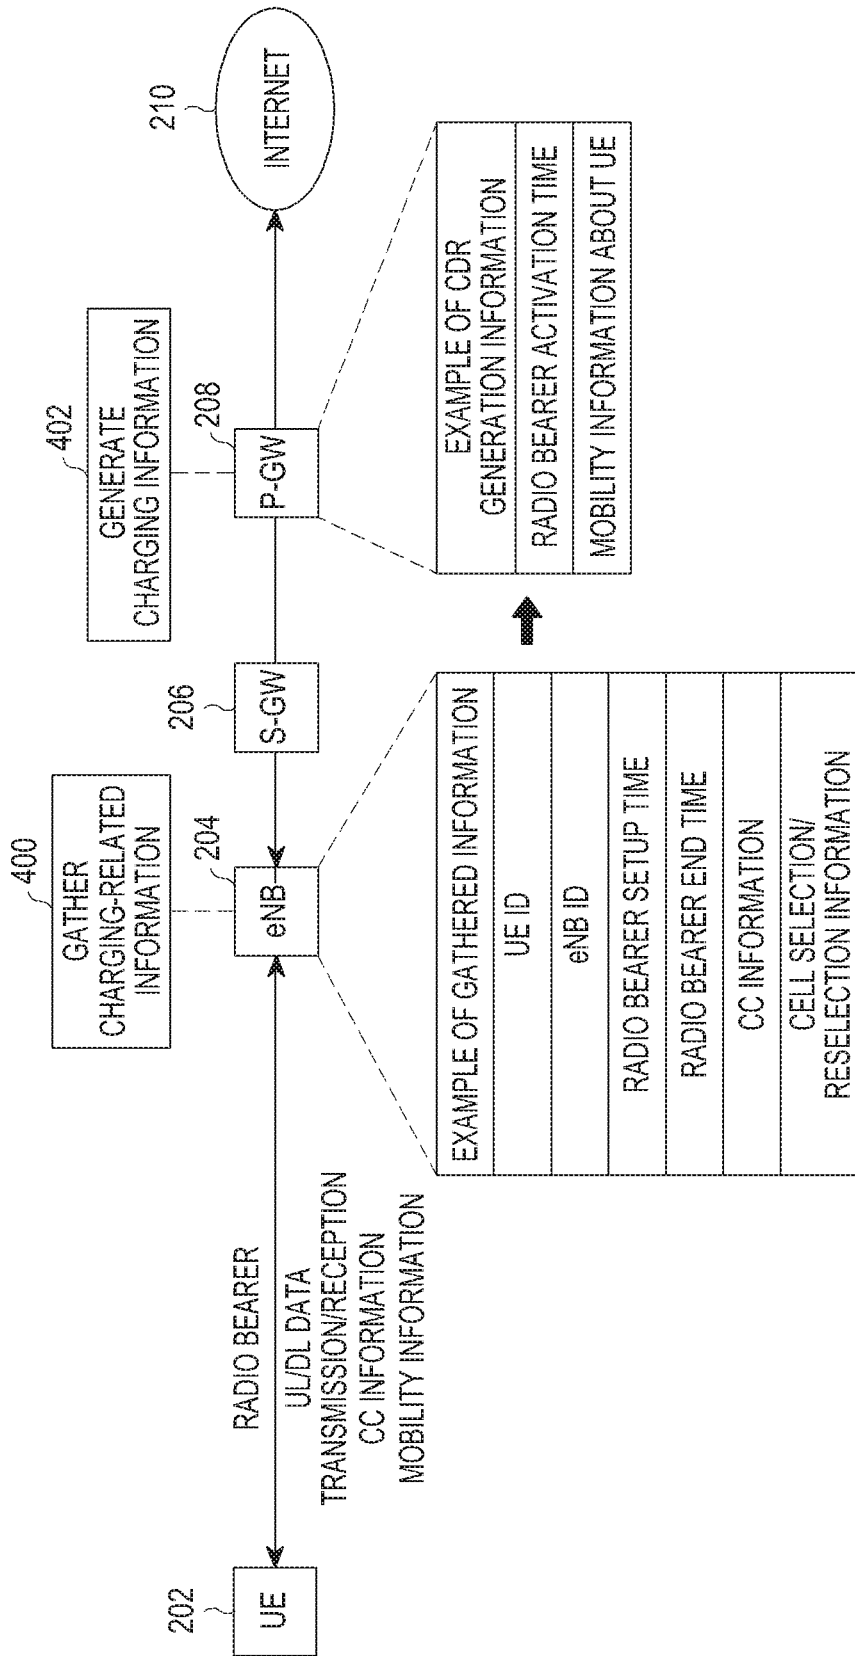 400
GATHER
CHARGING-RELATED
INFORMATION
402
GENERATE
CHARGING INFORMATION
202
UE
RADIO BEARER
UL/DL DATA
TRANSMISSION/RECEPTION
CC INFORMATION
MOBILITY INFORMATION
204
eNB
206
S-GW
208
P-GW
210
INTERNET
EXAMPLE OF GATHERED INFORMATION
UE ID
eNB ID
RADIO BEARER SETUP TIME
RADIO BEARER END TIME
CC INFORMATION
CELL SELECTION/
RESELECTION INFORMATION
EXAMPLE OF CDR
GENERATION INFORMATION
RADIO BEARER ACTIVATION TIME
MOBILITY INFORMATION ABOUT UE